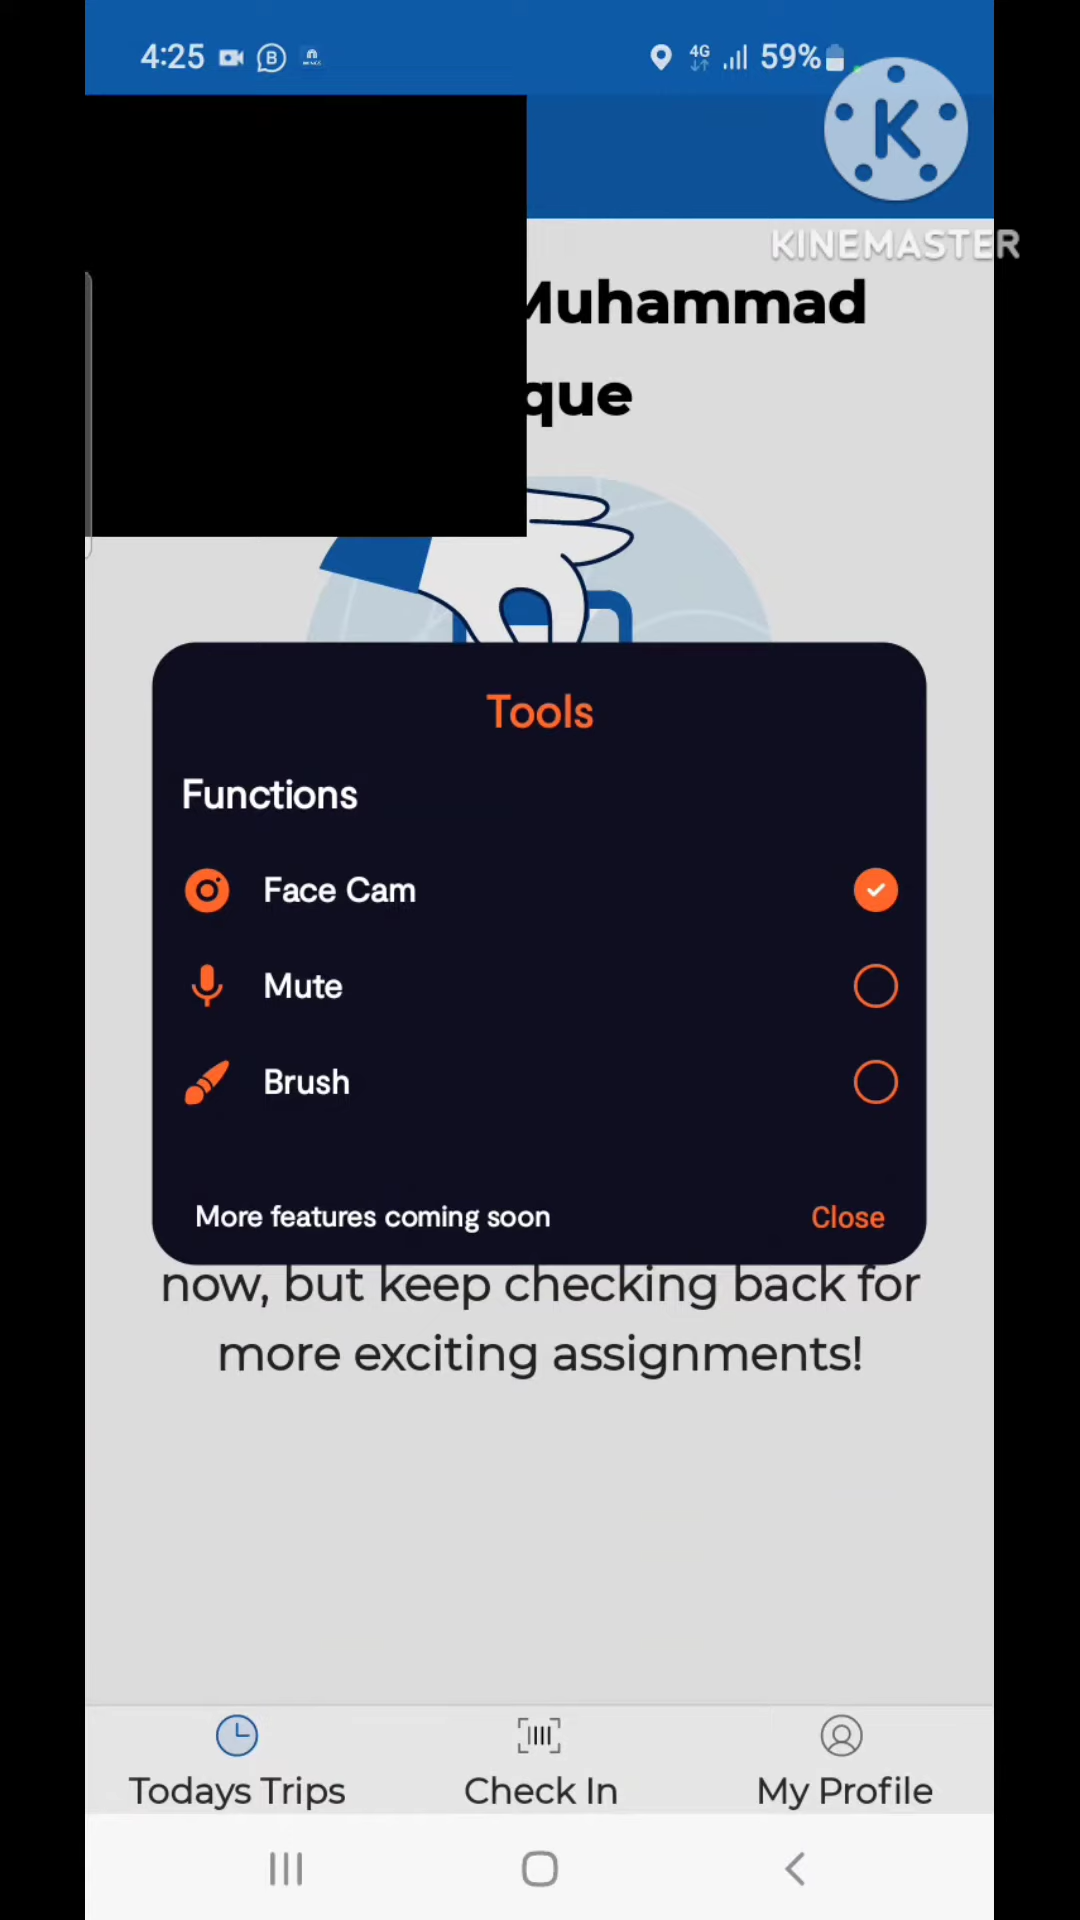 4:25
4G
59%
K
KINEMASTER
Muhammad
que
Tools
Functions
Face Cam
Mute
Brush
More features coming soon
Close
now, but keep checking back for
more exciting assignments!
Todays Trips
Check In
My Profile